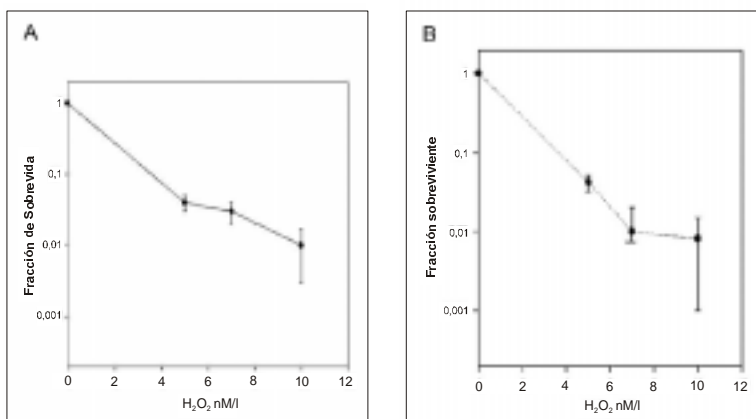 A
Fracción de Sobrevida
1
0,1
0,01
0,001
0 2 4 6 8 10 12
H₂O₂ nM/l
B
Fracción sobreviviente
1
0,1
0,01
0,001
0 2 4 6 8 10 12
H₂O₂ nM/l